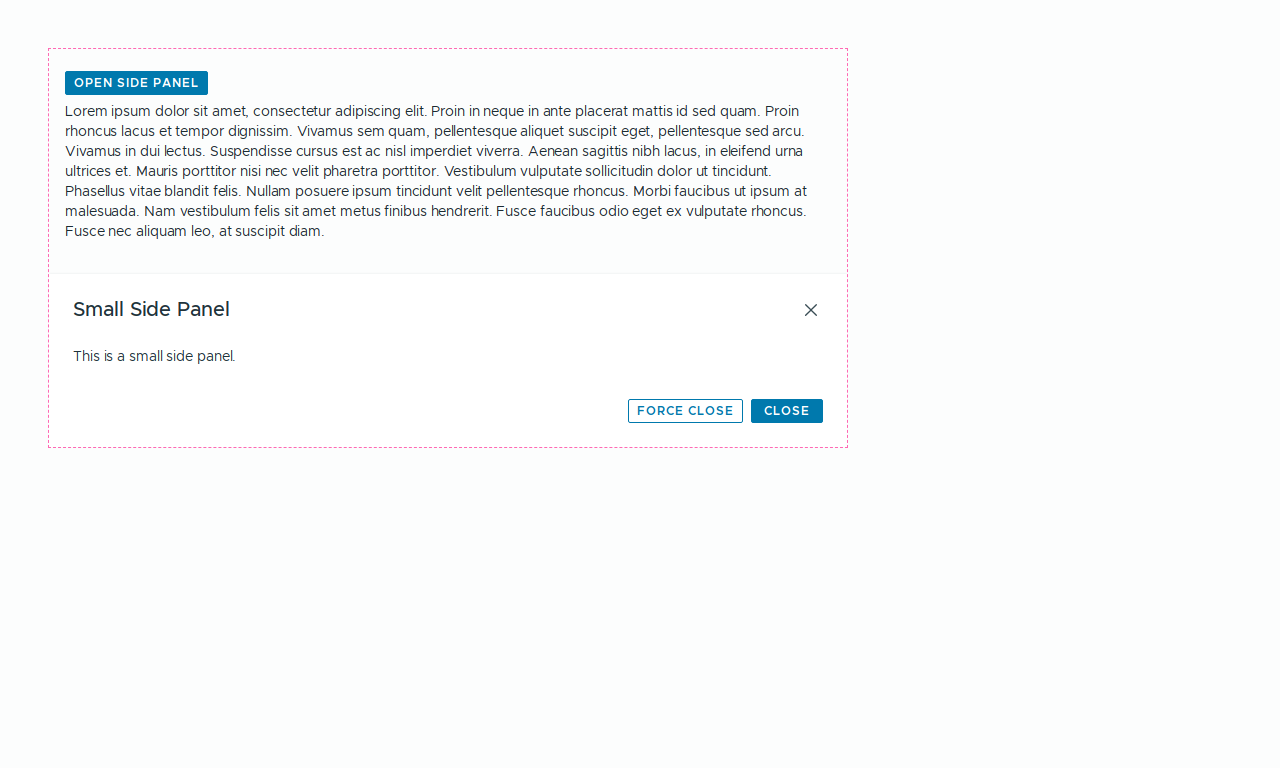 OPEN SIDE PANEL
Lorem ipsum dolor sit amet, consectetur adipiscing elit. Proin in neque in ante placerat mattis id sed quam. Proin
rhoncus lacus et tempor dignissim. Vivamus sem quam, pellentesque aliquet suscipit eget, pellentesque sed arcu.
Vivamus in dui lectus. Suspendisse cursus est ac nisl imperdiet viverra. Aenean sagittis nibh lacus, in eleifend urna
ultrices et. Mauris porttitor nisi nec velit pharetra porttitor. Vestibulum vulputate sollicitudin dolor ut tincidunt.
Phasellus vitae blandit felis. Nullam posuere ipsum tincidunt velit pellentesque rhoncus. Morbi faucibus ut ipsum at
malesuada. Nam vestibulum felis sit amet metus finibus hendrerit. Fusce faucibus odio eget ex vulputate rhoncus.
Fusce nec aliquam leo, at suscipit diam.
Small Side Panel
This is a small side panel.
FORCE CLOSE
CLOSE